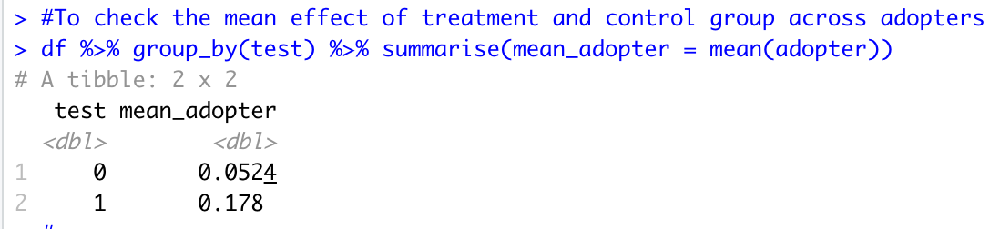 > #To check the mean effect of treatment and control group across adopters
> df %>% group_by(test) %>% summarise(mean_adopter = mean(adopter))
# A tibble: 2 x 2
   test mean_adopter
  <dbl>        <dbl>
1     0       0.0524
2     1       0.178